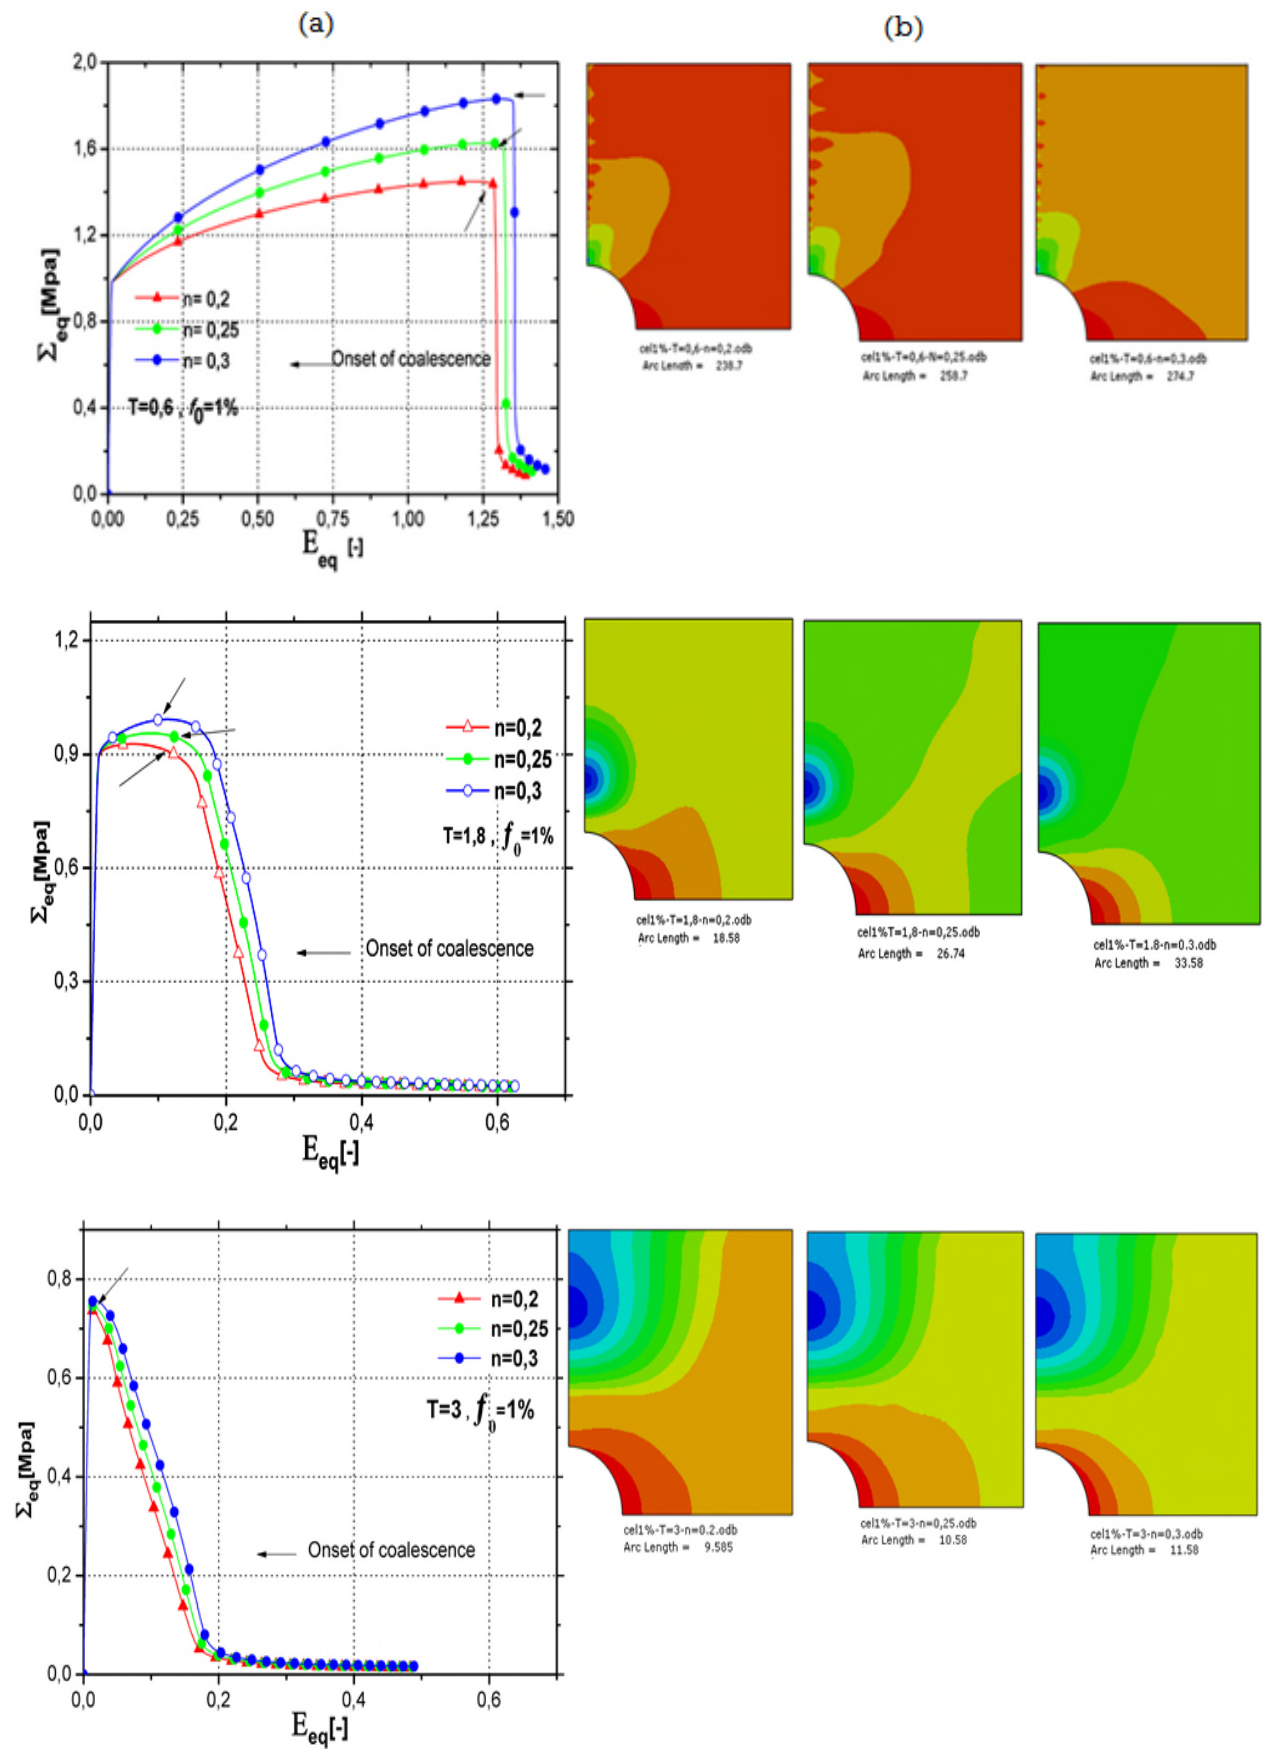 (a)
(b)
2,0
1,6
1,2
0,8
0,4
0,0
Σeq[Mpa]
n= 0,2
n= 0,25
n= 0,3
Onset of coalescence
T=0,6 , f0=1%
0,00 0,25 0,50 0,75 1,00 1,25 1,50
Eeq [-]
cel1%-T=0,6-n=0,2.odb
Arc Length = 238.7
cel1%-T=0,6-N=0,25.odb
Arc Length = 258.7
cel1%-T=0,6-n=0.3.odb
Arc Length = 274.7
1,2
0,9
0,6
0,3
0,0
Σeq[Mpa]
n=0,2
n=0,25
n=0,3
T=1,8 , f0=1%
Onset of coalescence
0,0 0,2 0,4 0,6
Eeq[-]
cel1%-T=1,8-n=0,2.odb
Arc Length = 18.58
cel1%T=1,8-n=0,25.odb
Arc Length = 26.74
cel1%-T=1.8-n=0.3.odb
Arc Length = 33.58
0,8
0,6
0,4
0,2
0,0
Σeq[Mpa]
n=0,2
n=0,25
n=0,3
T=3 , f0=1%
Onset of coalescence
0,0 0,2 0,4 0,6
Eeq[-]
cel1%-T=3-n=0.2.odb
Arc Length = 9.585
cel1%-T=3-n=0,25.odb
Arc Length = 10.58
cel1%-T=3-n=0,3.odb
Arc Length = 11.58